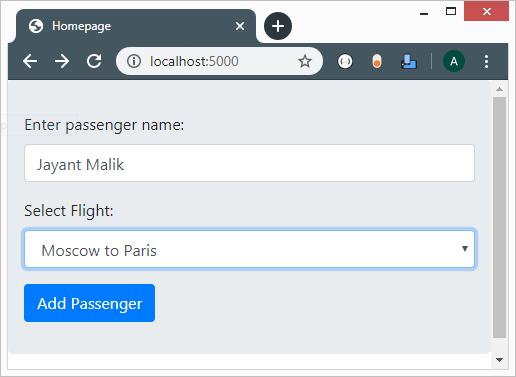 Homepage
localhost:5000
A
Enter passenger name:
Jayant Malik
Select Flight:
Moscow to Paris
Add Passenger